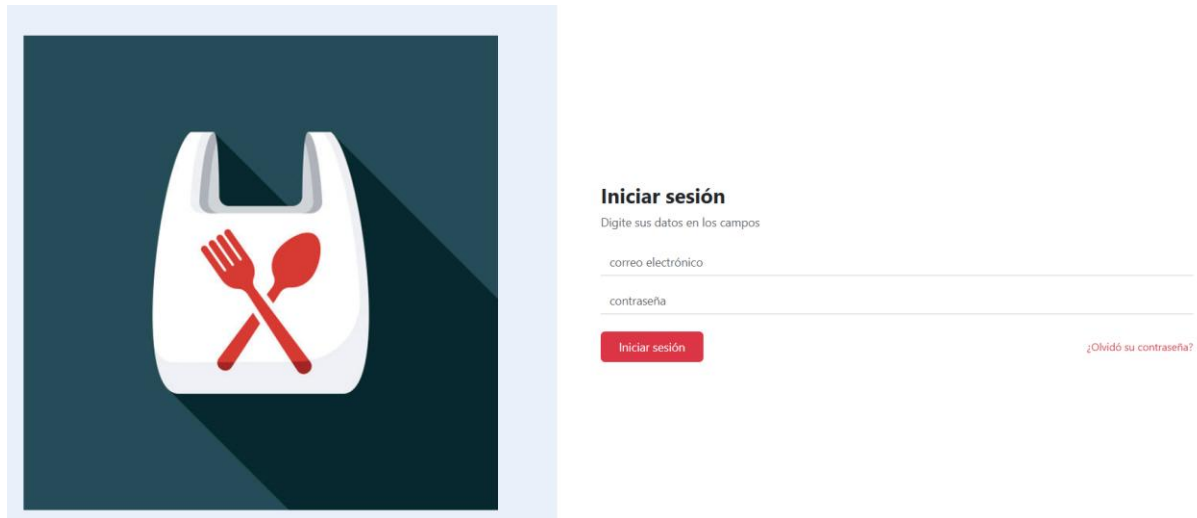 Iniciar sesión
Digite sus datos en los campos
correo electrónico
contraseña
Iniciar sesión
¿Olvidó su contraseña?